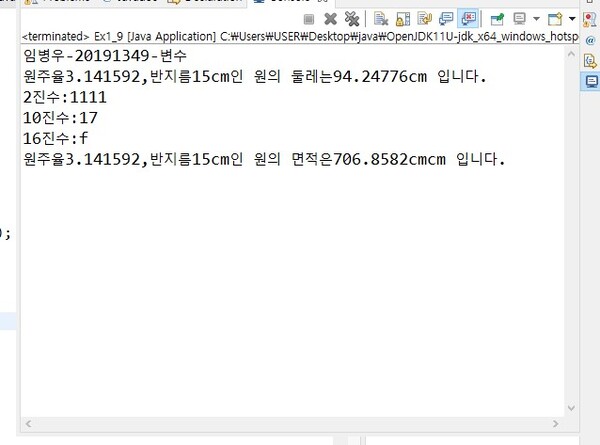 );
<terminated> Ex1_9 [Java Application] C:₩Users₩USER₩Desktop₩java₩OpenJDK11U-jdk_x64_windows_hotsp
임병우-20191349-변수
원주율3.141592,반지름15cm인 원의 둘레는94.24776cm 입니다.
2진수:1111
10진수:17
16진수:f
원주율3.141592,반지름15cm인 원의 면적은706.8582cmcm 입니다.